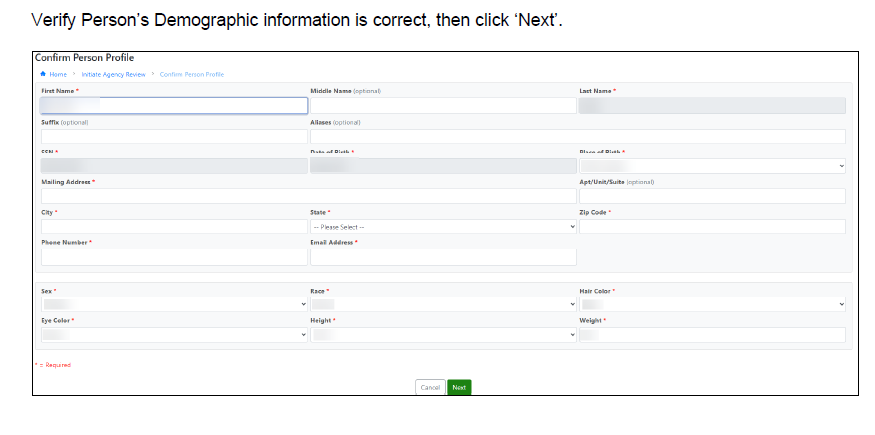 Verify Person's Demographic information is correct, then click 'Next'.
Confirm Person Profile
Home Initiate Agency Review Confirm Person Profile
First Name * Middle Name (optional) Last Name *
Suffix (optional) Aliases (optional)
SSN * Date of Birth * Place of Birth *
Mailing Address * Apt/Unit/Suite (optional)
City * State * Zip Code *
-- Please Select --
Phone Number * Email Address *
Sex * Race * Hair Color *
Eye Color * Height * Weight *
* = Required
Cancel Next